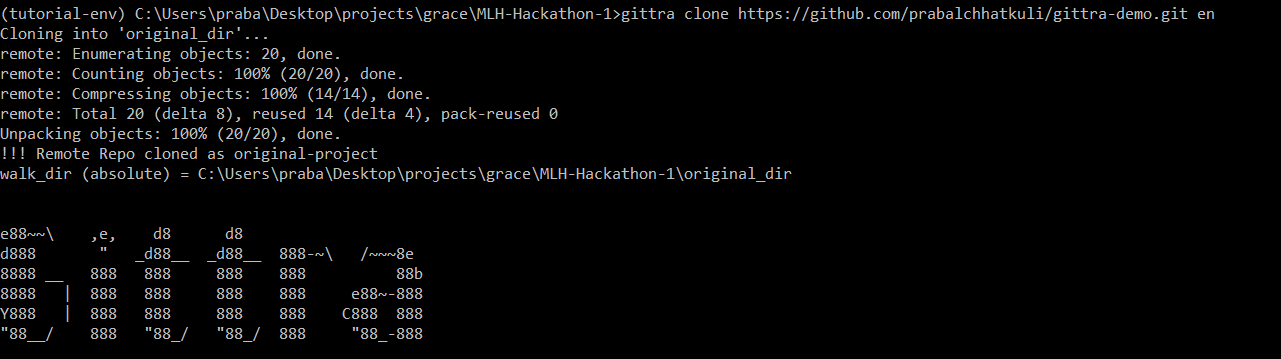 (tutorial-env) C:\Users\praba\Desktop\projects\grace\MLH-Hackathon-1>gittra clone https://github.com/prabalchhatkuli/gittra-demo.git en
Cloning into 'original_dir'...
remote: Enumerating objects: 20, done.
remote: Counting objects: 100% (20/20), done.
remote: Compressing objects: 100% (14/14), done.
remote: Total 20 (delta 8), reused 14 (delta 4), pack-reused 0
Unpacking objects: 100% (20/20), done.
!!! Remote Repo cloned as original-project
walk_dir (absolute) = C:\Users\praba\Desktop\projects\grace\MLH-Hackathon-1\original_dir
e88~~\    ,e,    d8      d8
d888       "   _d88__  _d88__  888-~\   /~~~8e
8888 __   888   888     888    888          88b
8888   |  888   888     888    888     e88~-888
Y888   |  888   888     888    888    C888  888
"88__/    888   "88_/   "88_/  888     "88_-888